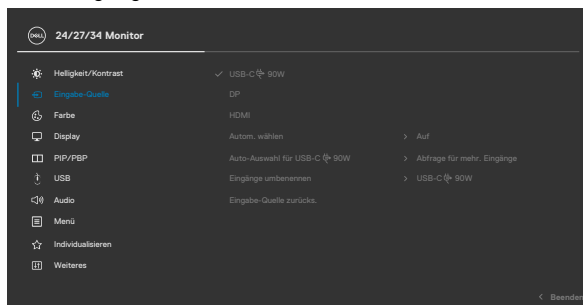 DELL
24/27/34 Monitor
Helligkeit/Kontrast
USB-C 90W
Eingabe-Quelle
DP
Farbe
HDMI
Display
Autom. wählen
Auf
PIP/PBP
Auto-Auswahl für USB-C 90W
Abfrage für mehr. Eingänge
USB
Eingänge umbenennen
USB-C 90W
Audio
Eingabe-Quelle zurücks.
Menü
Individualisieren
Weiteres
Beenden